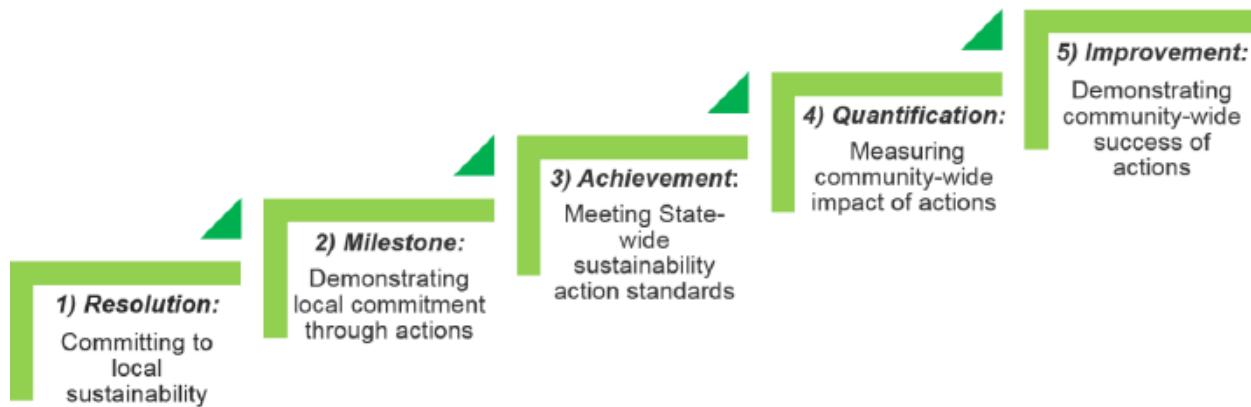 1) Resolution:
Committing to
local
sustainability
2) Milestone:
Demonstrating
local commitment
through actions
3) Achievement:
Meeting State-
wide
sustainability
action standards
4) Quantification:
Measuring
community-wide
impact of actions
5) Improvement:
Demonstrating
community-wide
success of
actions